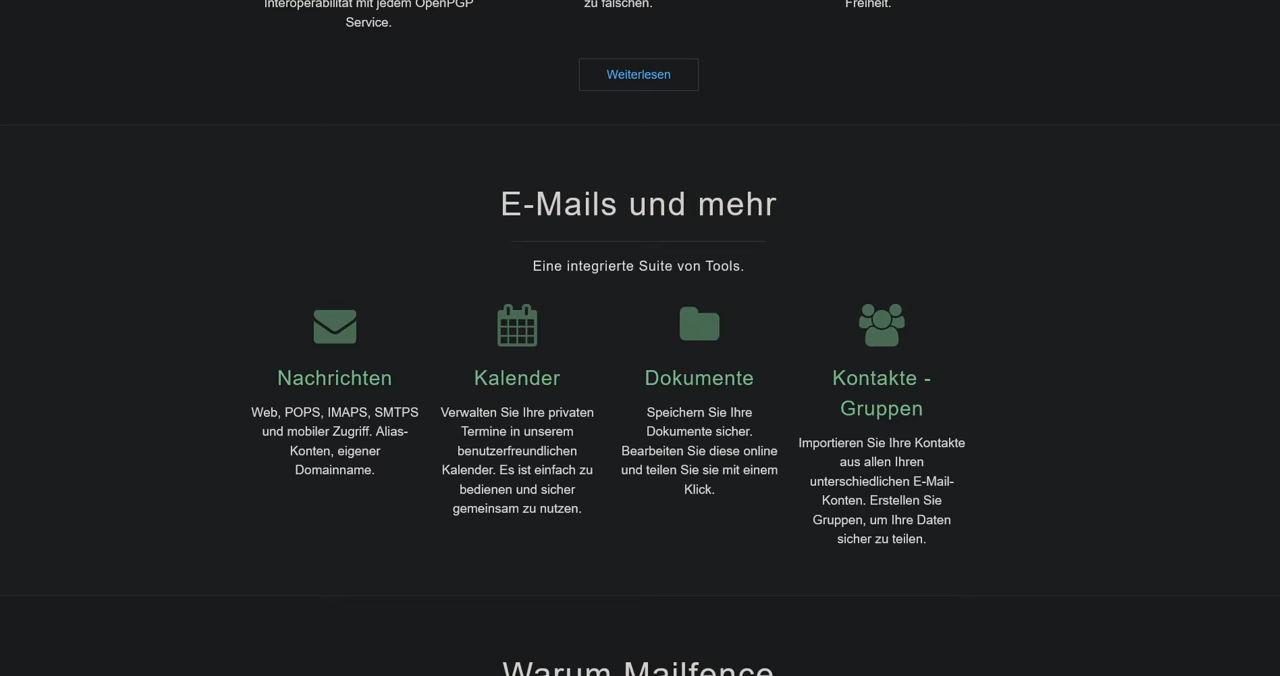 Interoperabilität mit jedem OpenPGP
Service.
zu fälschen.
Freiheit.
Weiterlesen
E-Mails und mehr
Eine integrierte Suite von Tools.
Nachrichten
Web, POPS, IMAPS, SMTPS
und mobiler Zugriff. Alias-
Konten, eigener
Domainname.
Kalender
Verwalten Sie Ihre privaten
Termine in unserem
benutzerfreundlichen
Kalender. Es ist einfach zu
bedienen und sicher
gemeinsam zu nutzen.
Dokumente
Speichern Sie Ihre
Dokumente sicher.
Bearbeiten Sie diese online
und teilen Sie sie mit einem
Klick.
Kontakte -
Gruppen
Importieren Sie Ihre Kontakte
aus allen Ihren
unterschiedlichen E-Mail-
Konten. Erstellen Sie
Gruppen, um Ihre Daten
sicher zu teilen.
Warum Mailfence